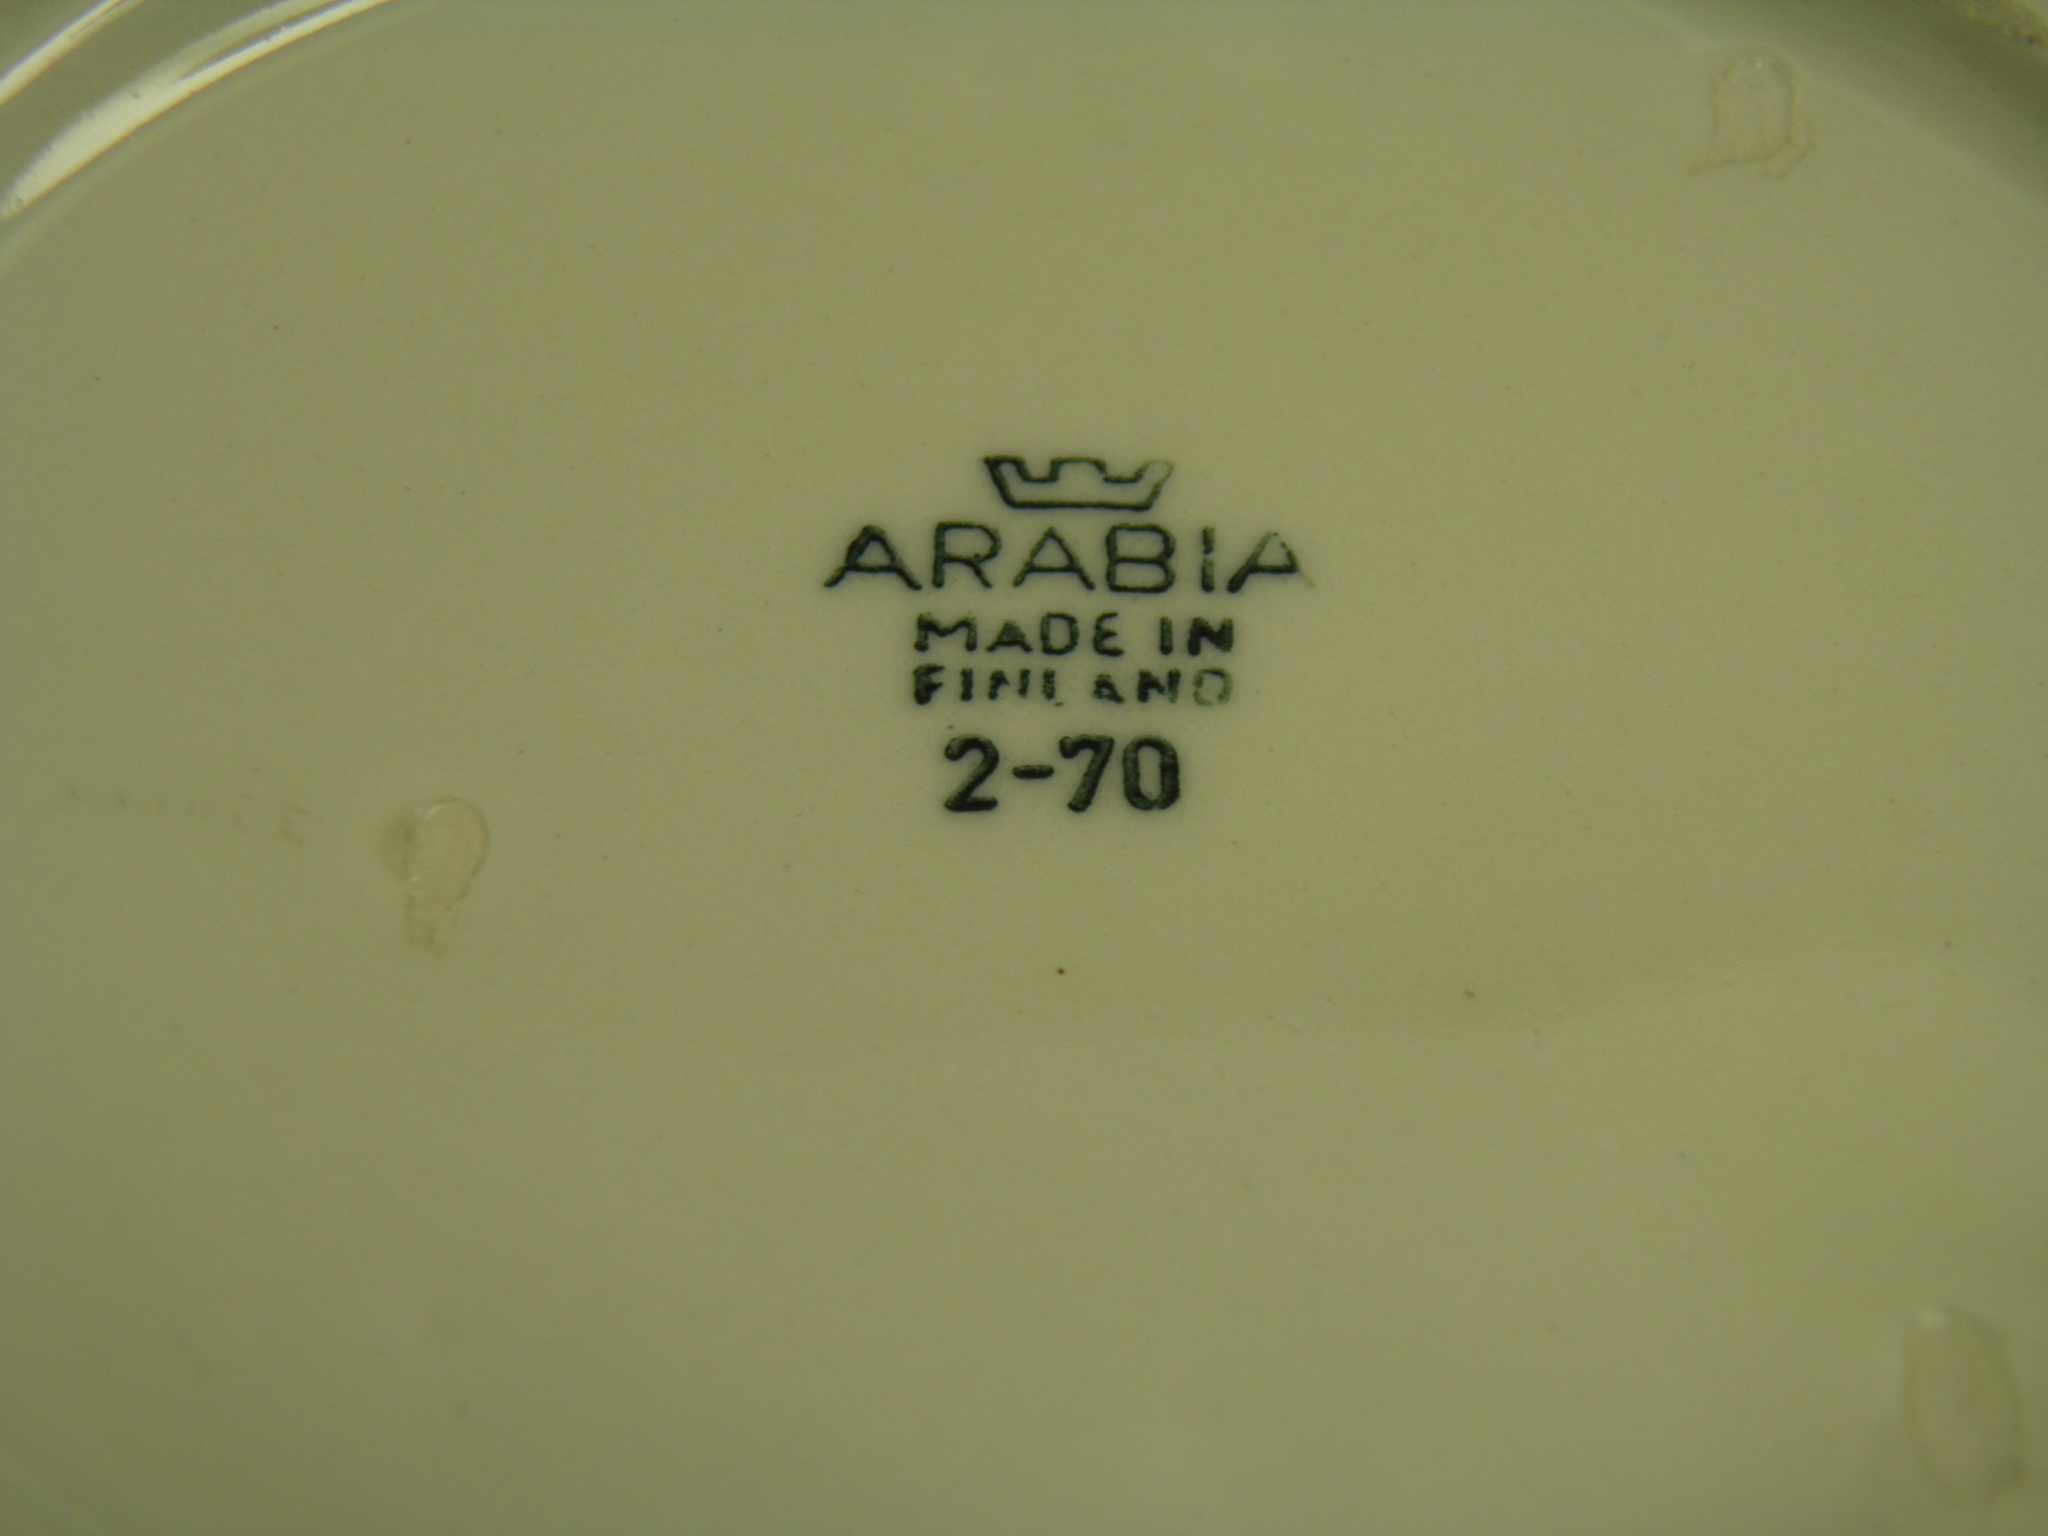 ARABIA
MADE IN
FINLAND
2-70